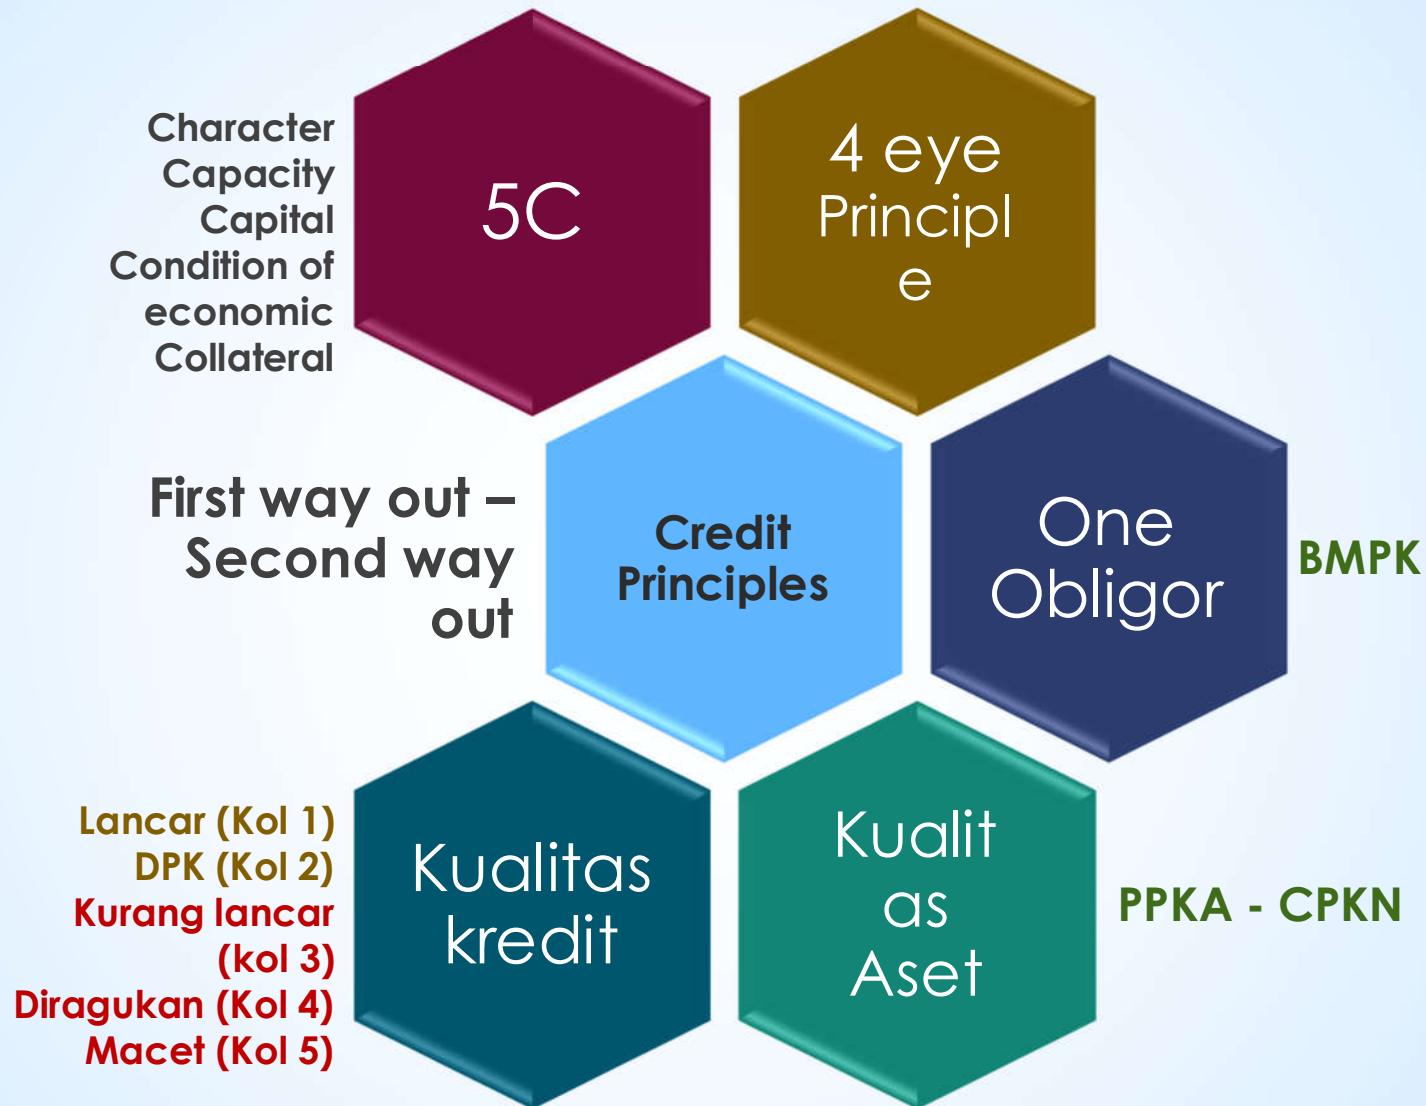 Character
Capacity
Capital
Condition of
economic
Collateral
5C
4 eye
Principl
e
First way out –
Second way
out
Credit
Principles
One
Obligor
BMPK
Lancar (Kol 1)
DPK (Kol 2)
Kurang lancar
(kol 3)
Diragukan (Kol 4)
Macet (Kol 5)
Kualitas
kredit
Kualit
as
Aset
PPKA - CPKN